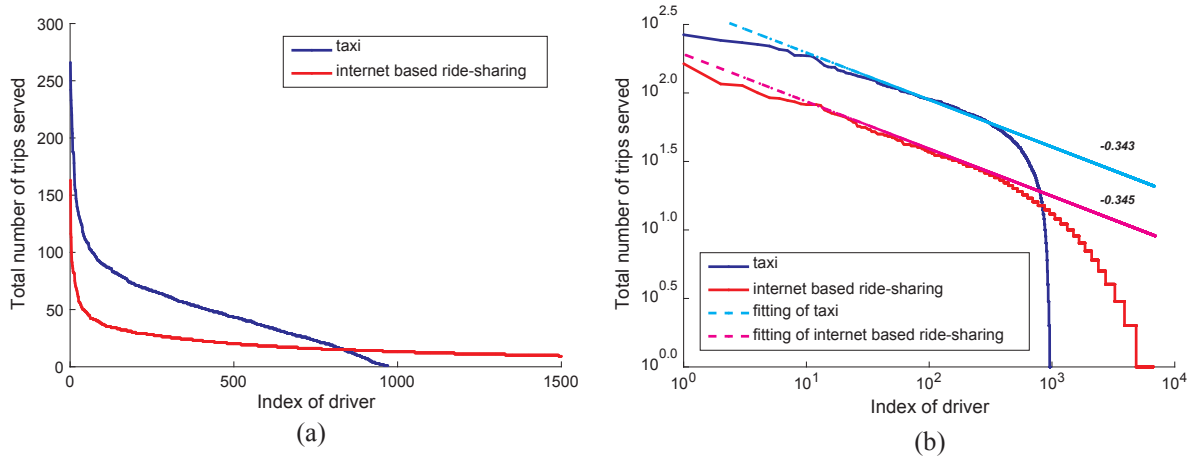 300
250
200
150
100
50
0
0
500
1000
1500
Total number of trips served
Index of driver
taxi
internet based ride-sharing
(a)
10^2.5
10^2.0
10^1.5
10^1.0
10^0.5
10^0.0
10^0
10^1
10^2
10^3
10^4
Total number of trips served
Index of driver
-0.343
-0.345
taxi
internet based ride-sharing
fitting of taxi
fitting of internet based ride-sharing
(b)